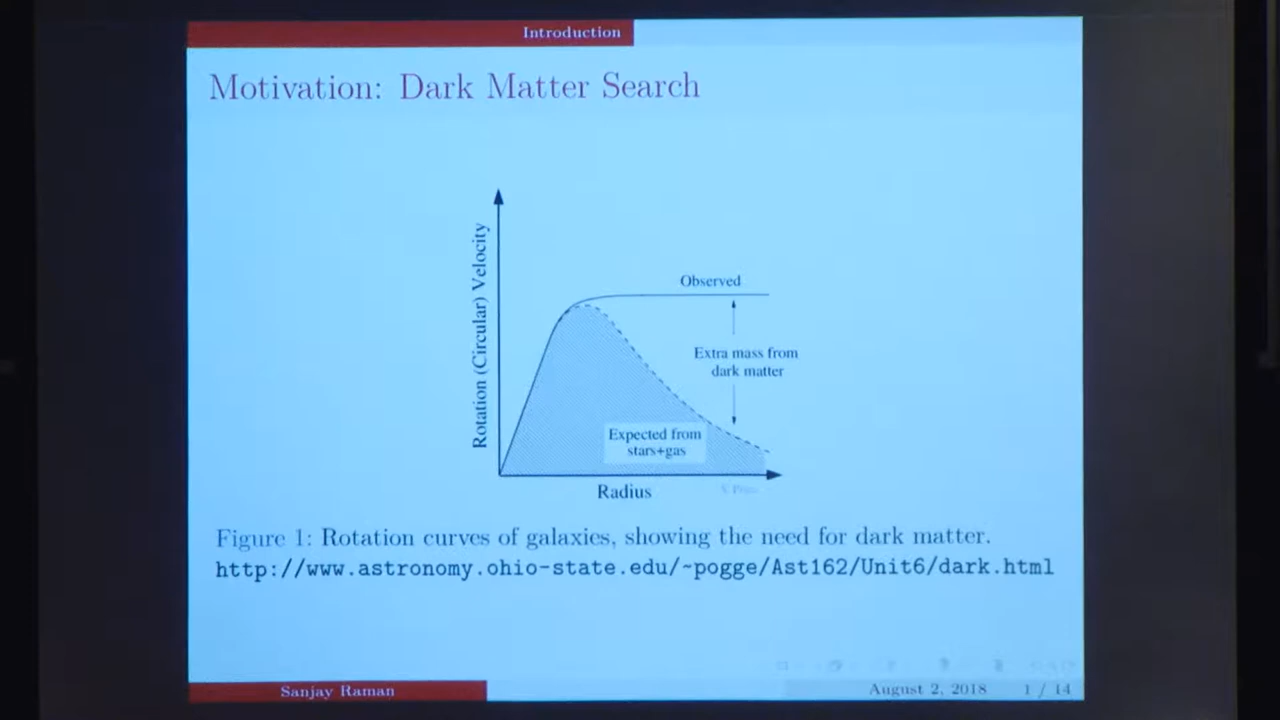 Introduction
Motivation: Dark Matter Search
Rotation (Circular) Velocity
Observed
Extra mass from
dark matter
Expected from
stars+gas
Radius
Figure 1: Rotation curves of galaxies, showing the need for dark matter.
http://www.astronomy.ohio-state.edu/~pogge/Ast162/Unit6/dark.html
Sanjay Raman
August 2, 2018
1 / 14